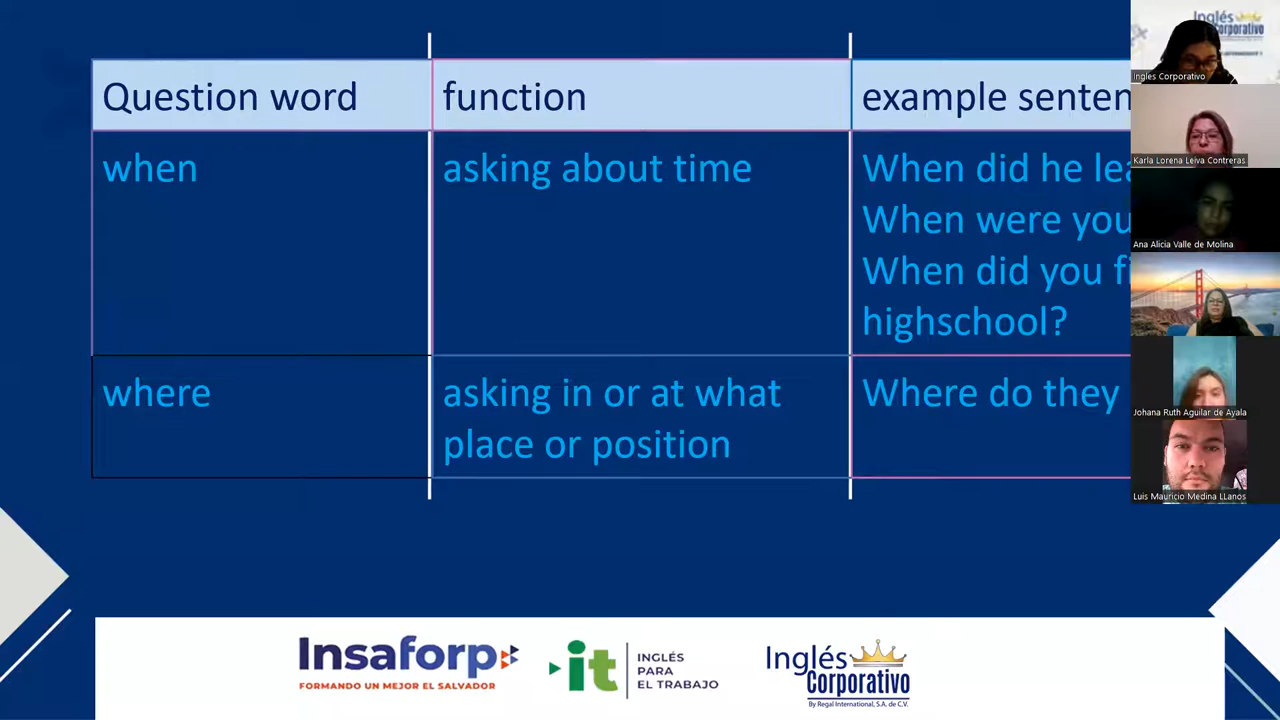 Question word
function
example senten
when
asking about time
When did he lea
When were you
When did you fi
highschool?
where
asking in or at what
place or position
Where do they
Inglés
Corporativo
Ingles Corporativo
Karla Lorena Leiva Contreras
Ana Alicia Valle de Molina
Johana Ruth Aguilar de Ayala
Luis Mauricio Medina LLanos
Insaforp
FORMANDO UN MEJOR EL SALVADOR
it
INGLÉS
PARA
EL TRABAJO
Inglés
Corporativo
By Regal International, S.A. de C.V.